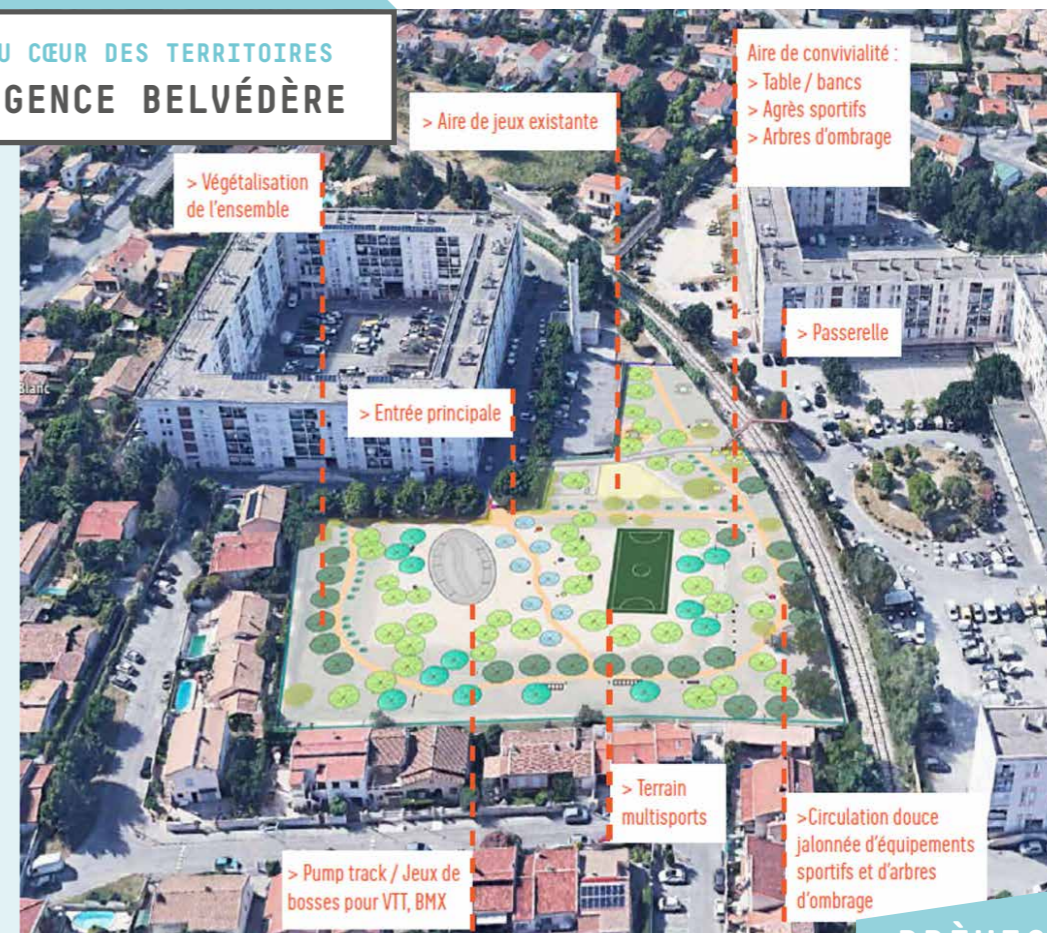 U CŒUR DES TERRITOIRES
GENCE BELVÉDÈRE
> Aire de jeux existante
Aire de convivialité :
> Table / bancs
> Agrès sportifs
> Arbres d'ombrage
> Végétalisation
de l'ensemble
> Passerelle
Blanc
> Entrée principale
> Terrain
multisports
>Circulation douce
jalonnée d'équipements
sportifs et d'arbres
d'ombrage
> Pump track / Jeux de
bosses pour VTT, BMX